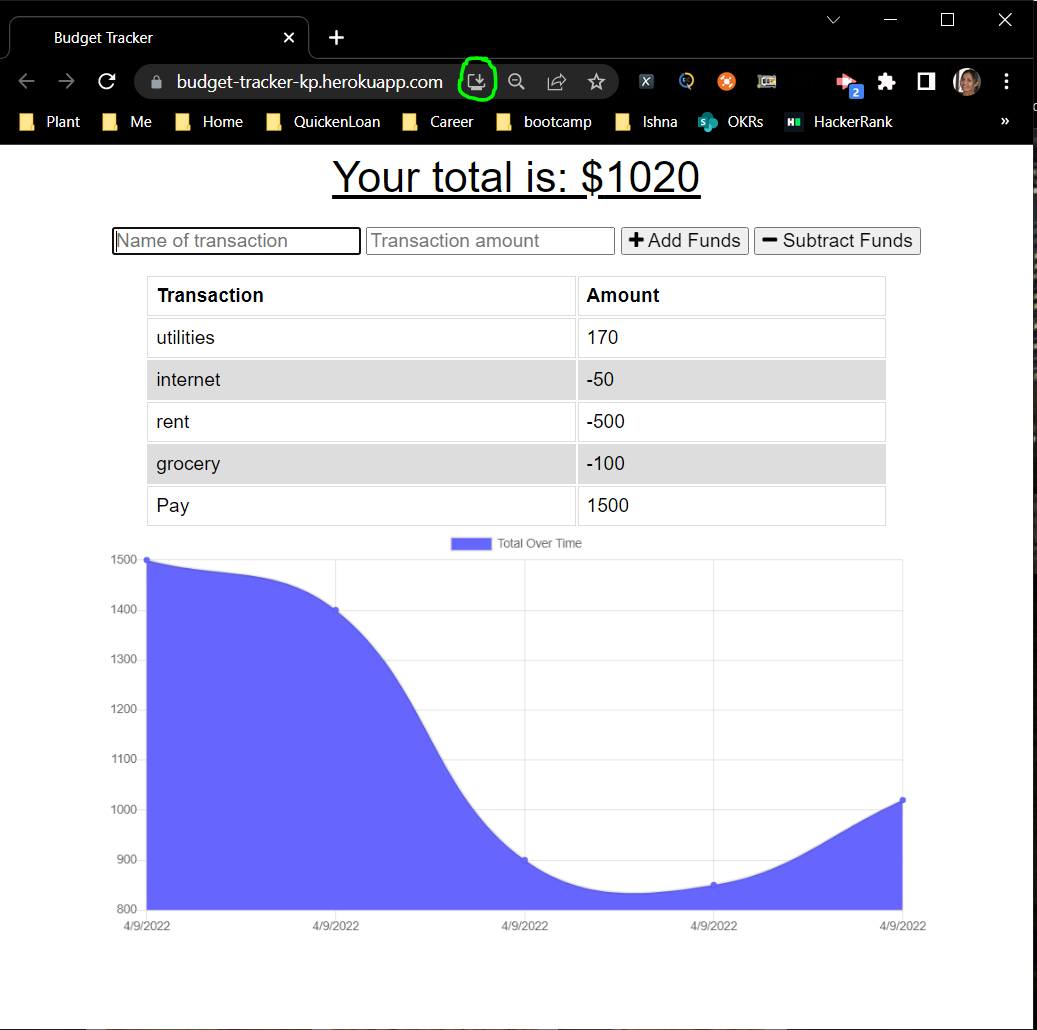 Budget Tracker
budget-tracker-kp.herokuapp.com
X
2
Plant Me Home QuickenLoan Career bootcamp Ishna S OKRs H HackerRank »
Your total is: $1020
Name of transaction Transaction amount Add Funds Subtract Funds
Transaction Amount
utilities 170
internet -50
rent -500
grocery -100
Pay 1500
Total Over Time
1500
1400
1300
1200
1100
1000
900
800
4/9/2022 4/9/2022 4/9/2022 4/9/2022 4/9/2022